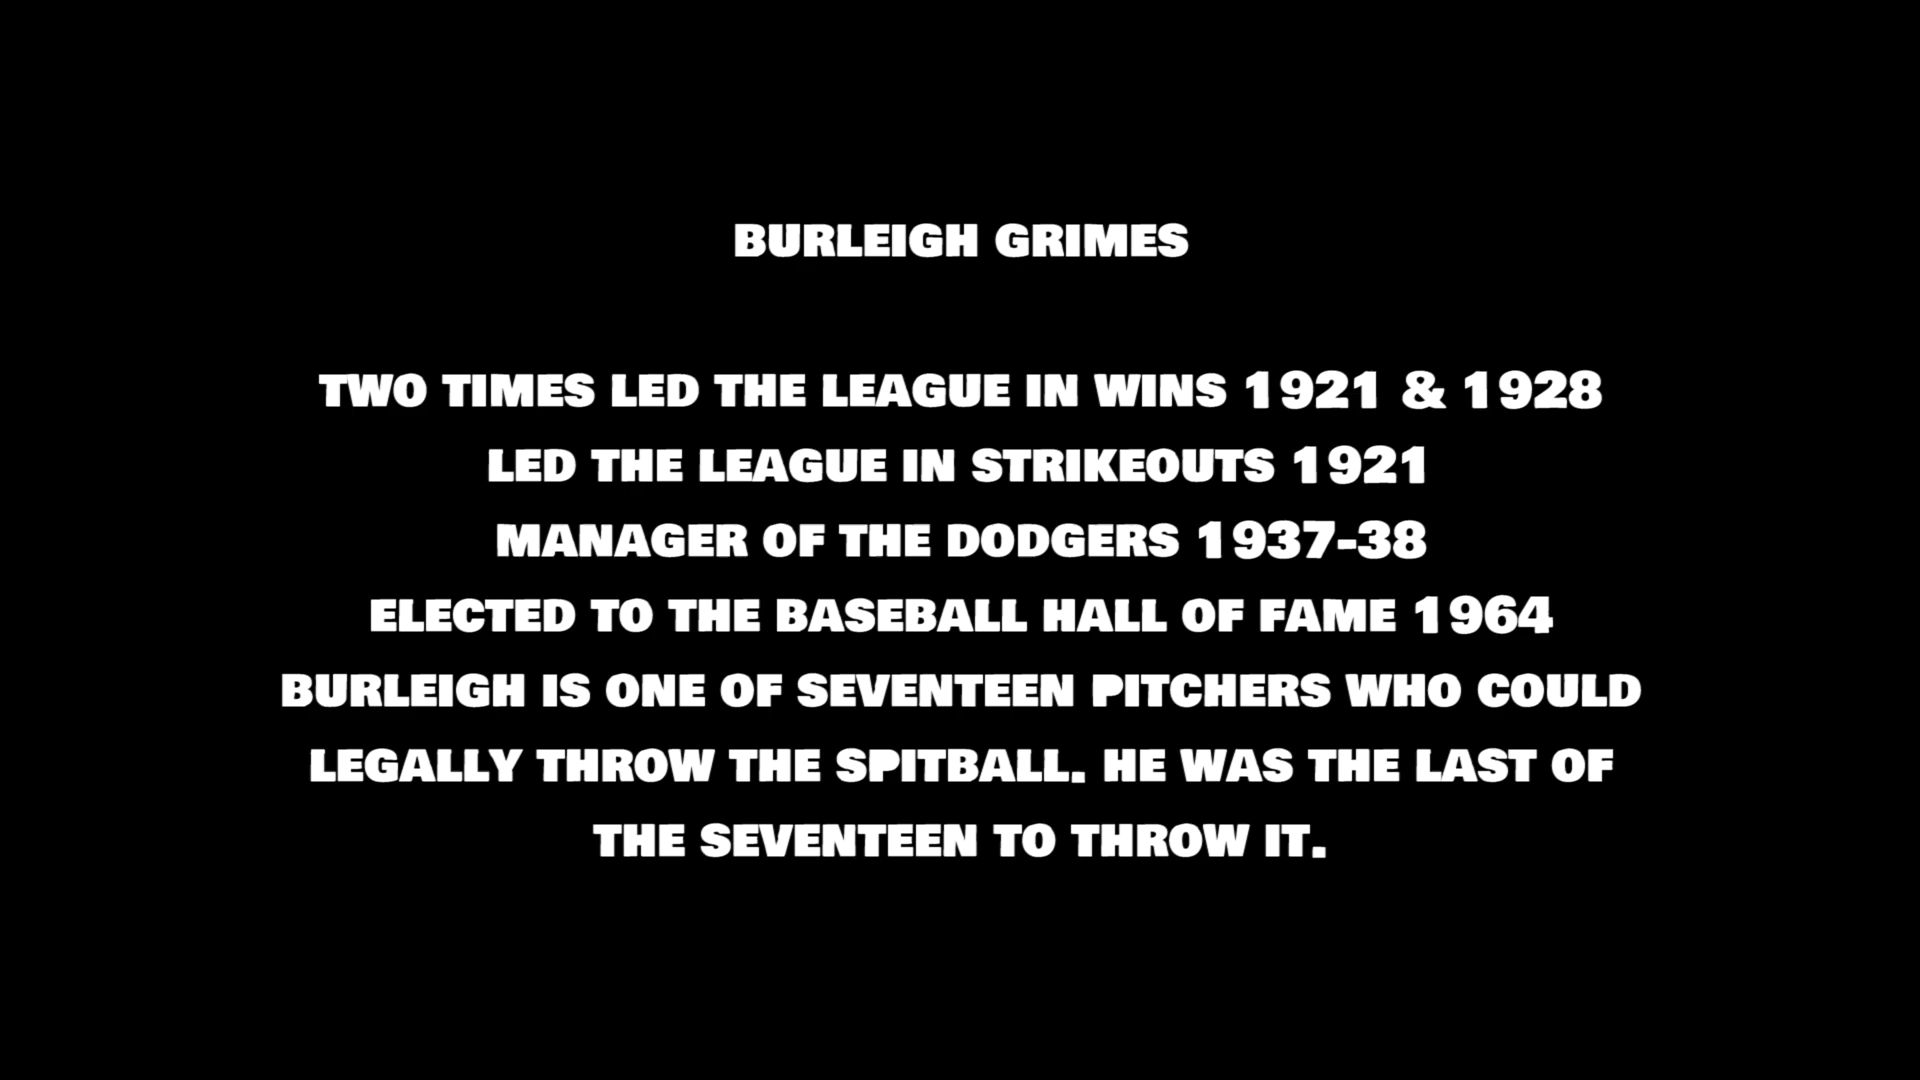 BURLEIGH GRIMES
TWO TIMES LED THE LEAGUE IN WINS 1921 & 1928
LED THE LEAGUE IN STRIKEOUTS 1921
MANAGER OF THE DODGERS 1937-38
ELECTED TO THE BASEBALL HALL OF FAME 1964
BURLEIGH IS ONE OF SEVENTEEN PITCHERS WHO COULD
LEGALLY THROW THE SPITBALL. HE WAS THE LAST OF
THE SEVENTEEN TO THROW IT.